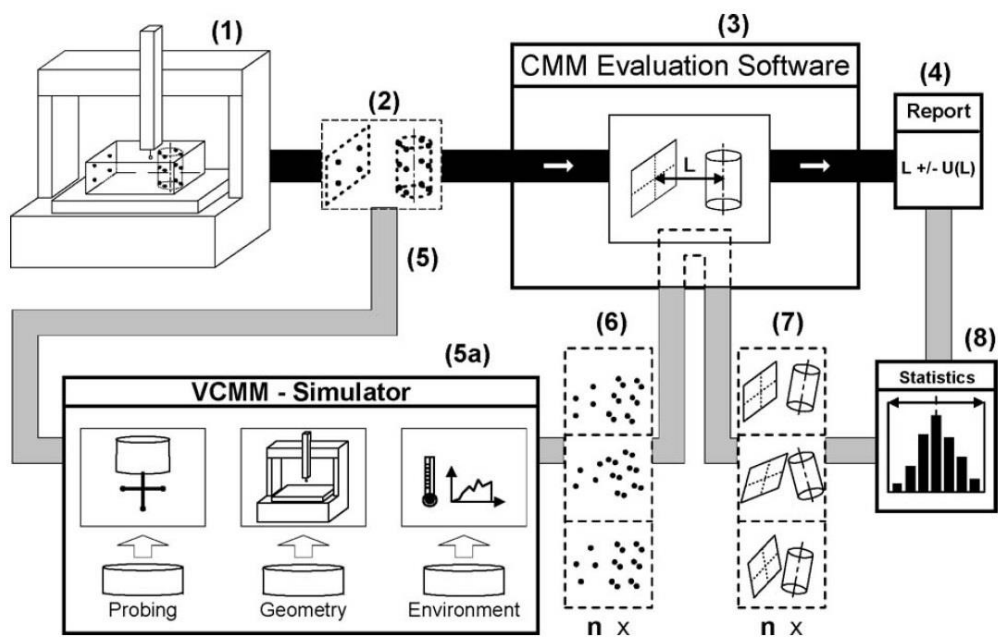 (1)
(2)
(3)
CMM Evaluation Software
L
(4)
Report
L +/- U(L)
(5)
(5a)
VCMM - Simulator
Probing
Geometry
Environment
(6)
n x
(7)
n x
(8)
Statistics